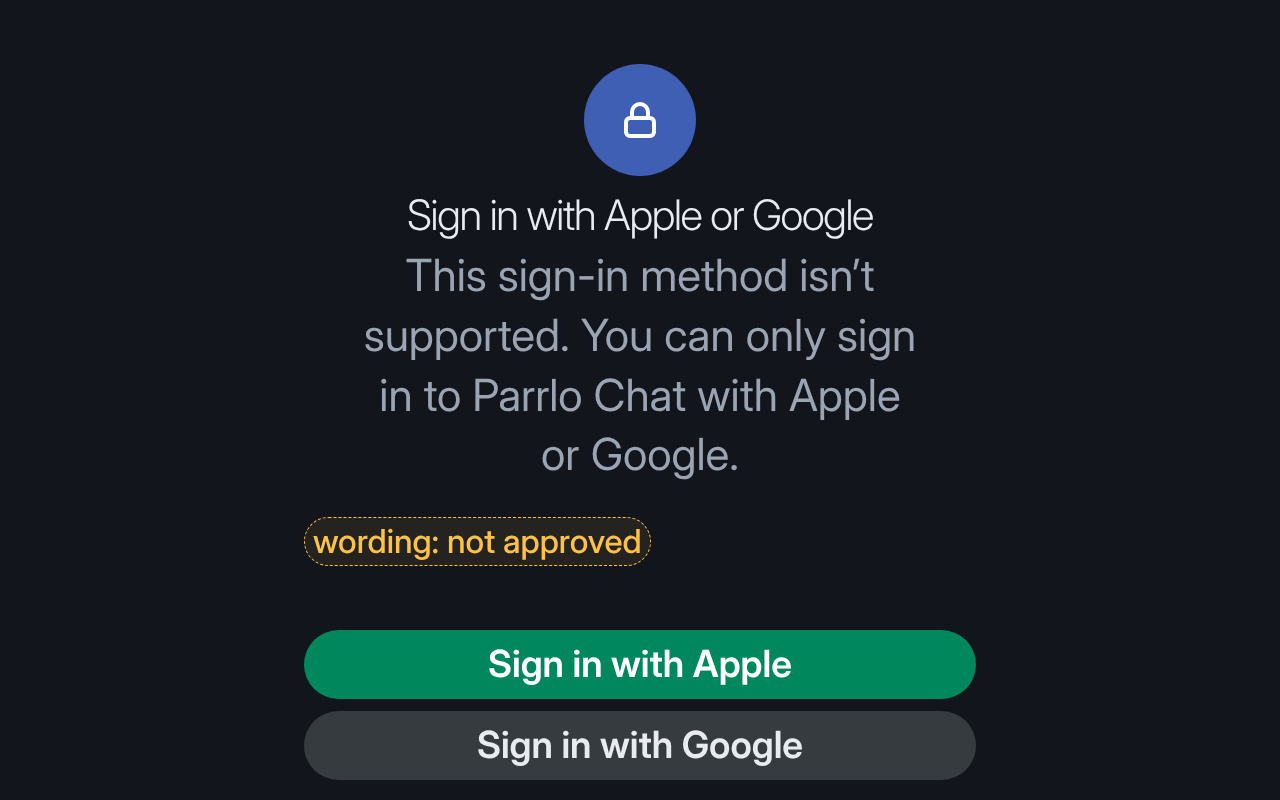 Sign in with Apple or Google
This sign-in method isn’t
supported. You can only sign
in to Parrlo Chat with Apple
or Google.
wording: not approved
Sign in with Apple
Sign in with Google